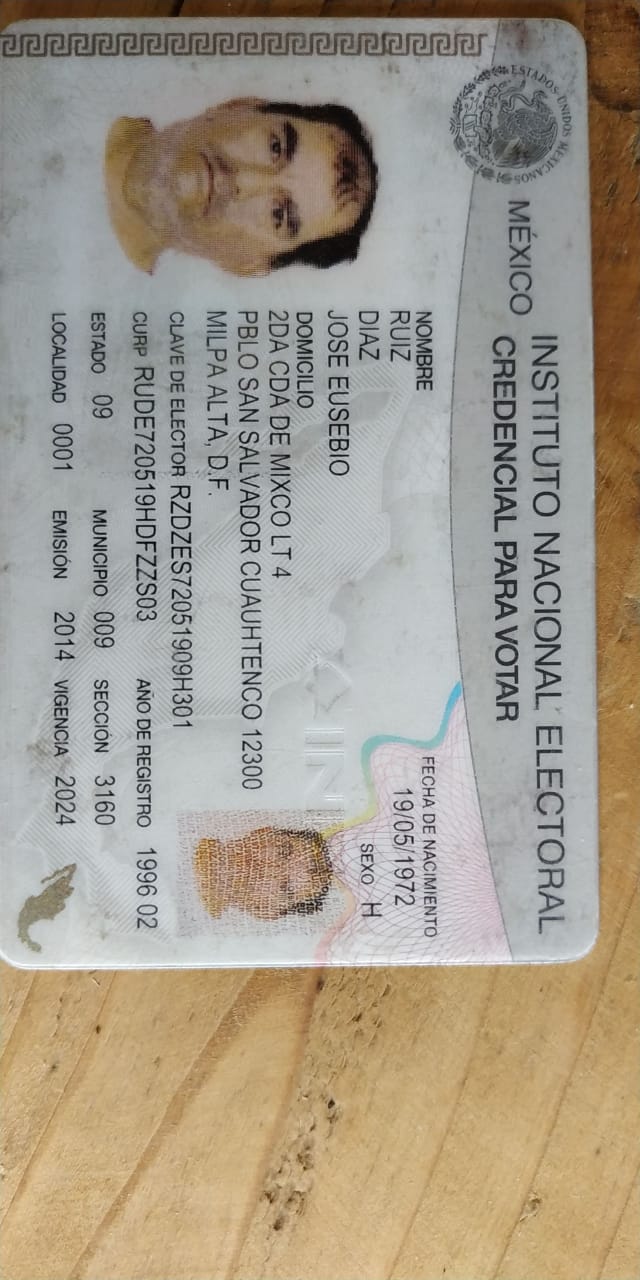 ESTADOS UNIDOS MEXICANOS
MÉXICO INSTITUTO NACIONAL ELECTORAL
CREDENCIAL PARA VOTAR
NOMBRE
RUIZ
DIAZ
JOSE EUSEBIO
FECHA DE NACIMIENTO
19/05/1972
SEXO H
DOMICILIO
2DA CDA DE MIXCO LT 4
PBLO SAN SALVADOR CUAUHTENCO 12300
MILPA ALTA, D.F.
CLAVE DE ELECTOR RZDZES72051909H301
CURP RUDE720519HDFZZS03 AÑO DE REGISTRO 1996 02
ESTADO 09 MUNICIPIO 009 SECCIÓN 3160
LOCALIDAD 0001 EMISIÓN 2014 VIGENCIA 2024
INE